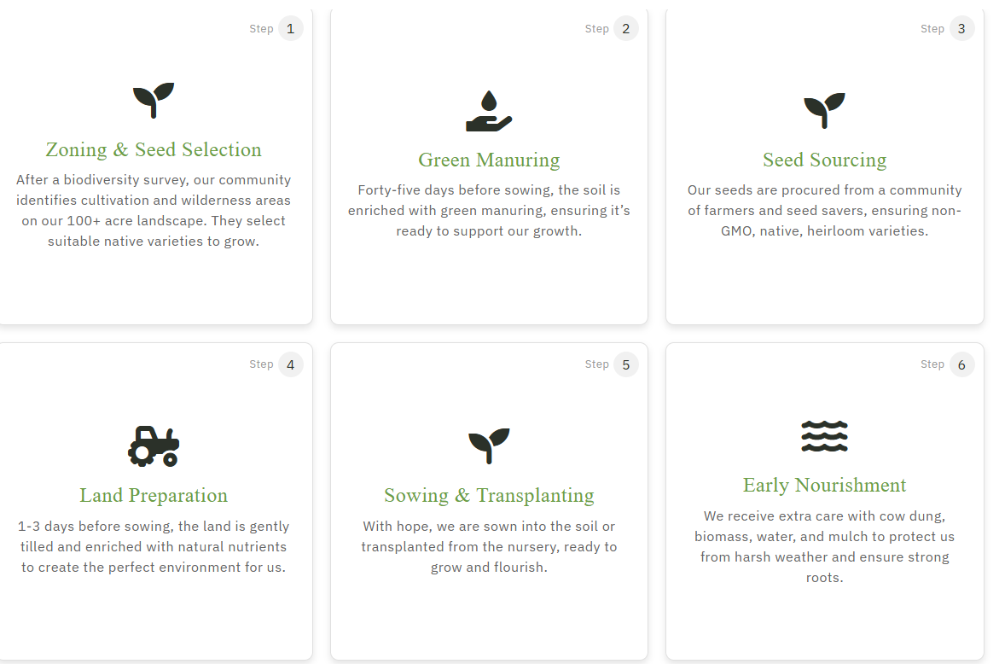 Step 1
Zoning & Seed Selection
After a biodiversity survey, our community
identifies cultivation and wilderness areas
on our 100+ acre landscape. They select
suitable native varieties to grow.
Step 2
Green Manuring
Forty-five days before sowing, the soil is
enriched with green manuring, ensuring it’s
ready to support our growth.
Step 3
Seed Sourcing
Our seeds are procured from a community
of farmers and seed savers, ensuring non-
GMO, native, heirloom varieties.
Step 4
Land Preparation
1-3 days before sowing, the land is gently
tilled and enriched with natural nutrients
to create the perfect environment for us.
Step 5
Sowing & Transplanting
With hope, we are sown into the soil or
transplanted from the nursery, ready to
grow and flourish.
Step 6
Early Nourishment
We receive extra care with cow dung,
biomass, water, and mulch to protect us
from harsh weather and ensure strong
roots.